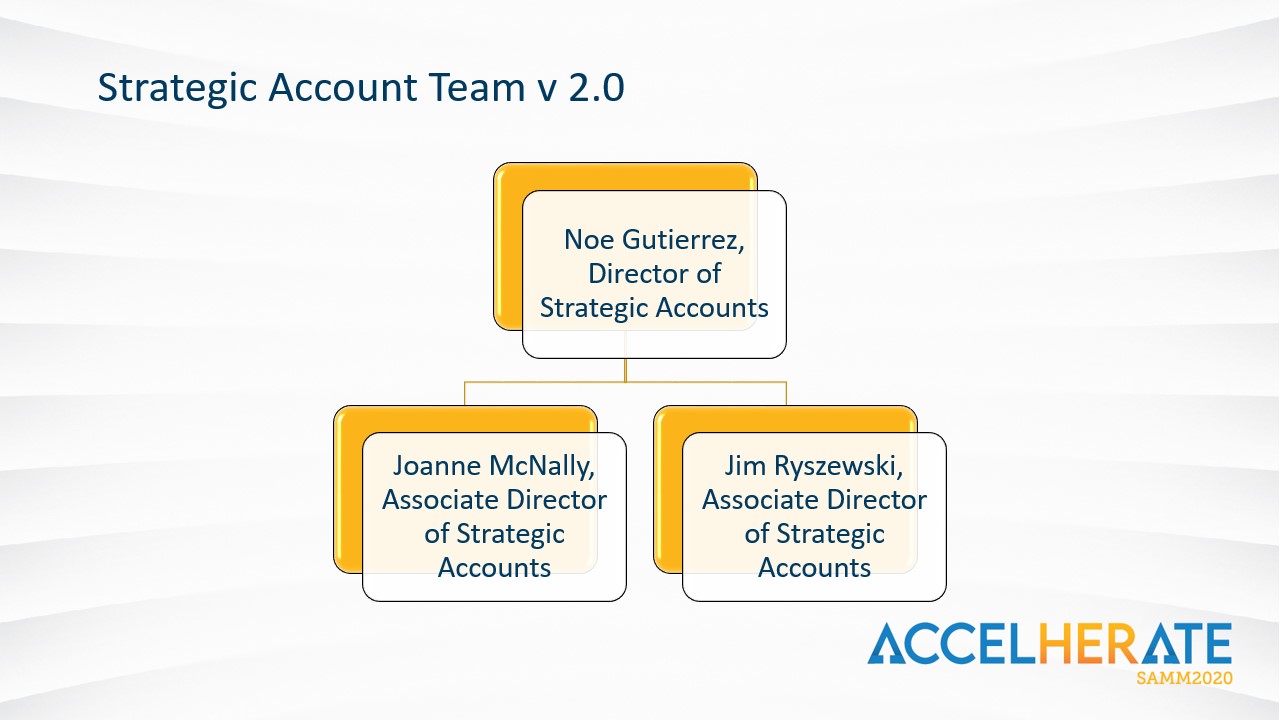 Strategic Account Team v 2.0
Noe Gutierrez,
Director of
Strategic Accounts
Joanne McNally,
Associate Director
of Strategic
Accounts
Jim Ryszewski,
Associate Director
of Strategic
Accounts
ACCELHERATE
SAMM2020